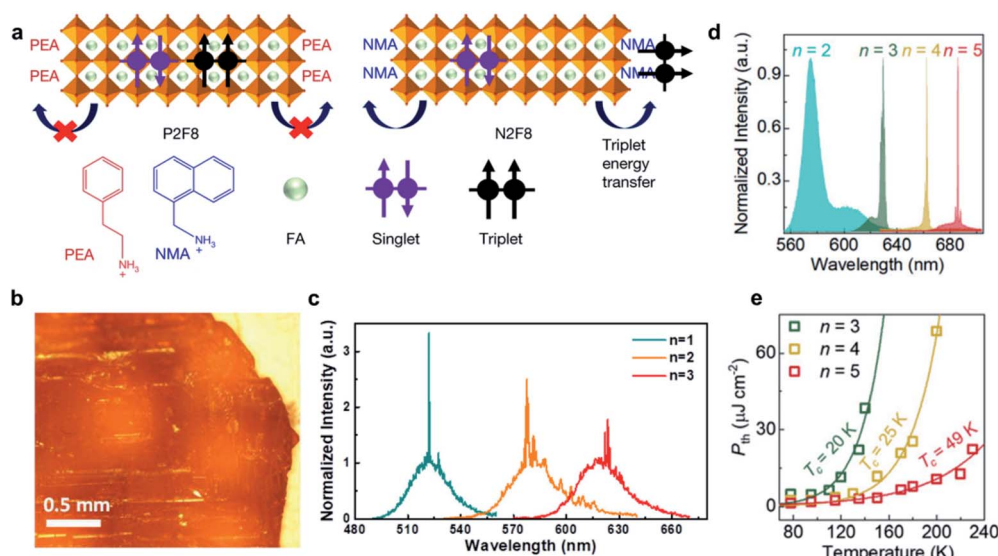 a
PEA
PEA
PEA
PEA
P2F8
NMA
NMA
NMA
NMA
N2F8
Triplet
energy
transfer
PEA
NH3
+
NMA
NH3
+
FA
Singlet
Triplet
b
0.5 mm
c
Normalized Intensity (a.u.)
3
2
1
0
n=1
n=2
n=3
480 510 540 570 600 630 660
Wavelength (nm)
d
Normalized Intensity (a.u.)
0.9
0.6
0.3
n = 2
n = 3
n = 4
n = 5
560 600 640 680
Wavelength (nm)
e
Pth (μJ cm-2)
60
30
0
n = 3
n = 4
n = 5
Tc = 20 K
Tc = 25 K
Tc = 49 K
80 120 160 200 240
Temperature (K)